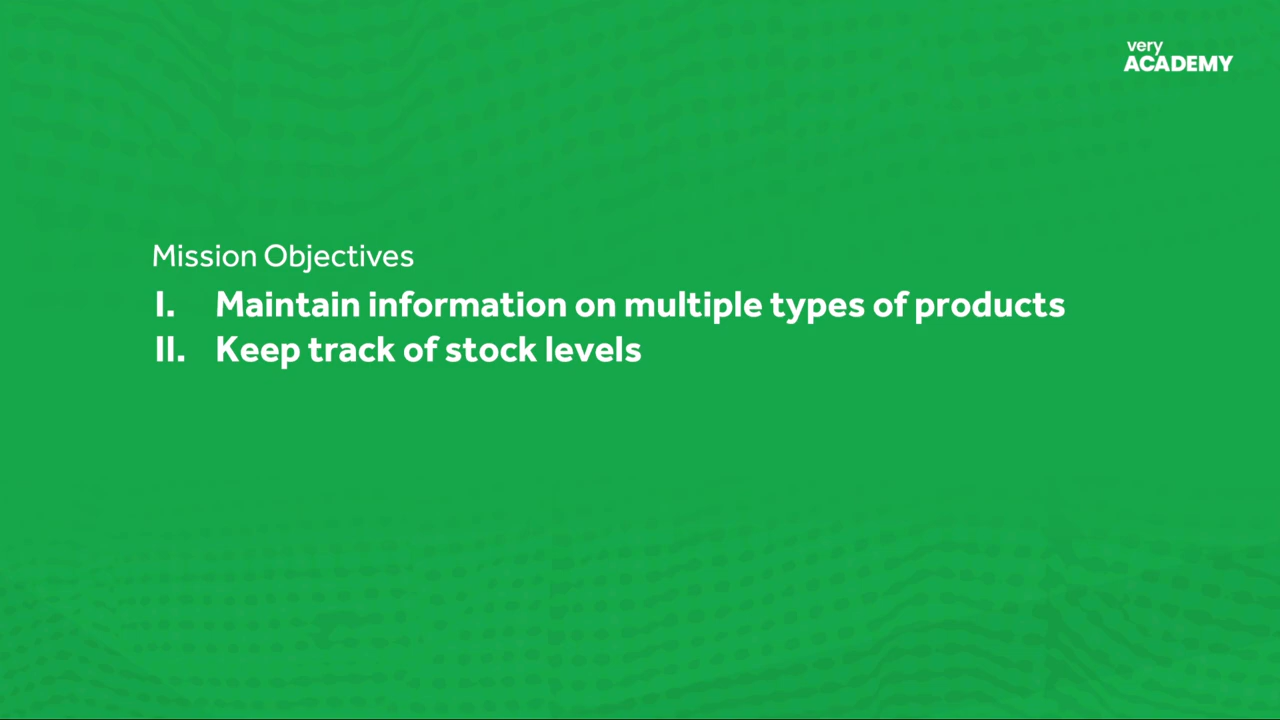 very
ACADEMY
Mission Objectives
I. Maintain information on multiple types of products
II. Keep track of stock levels